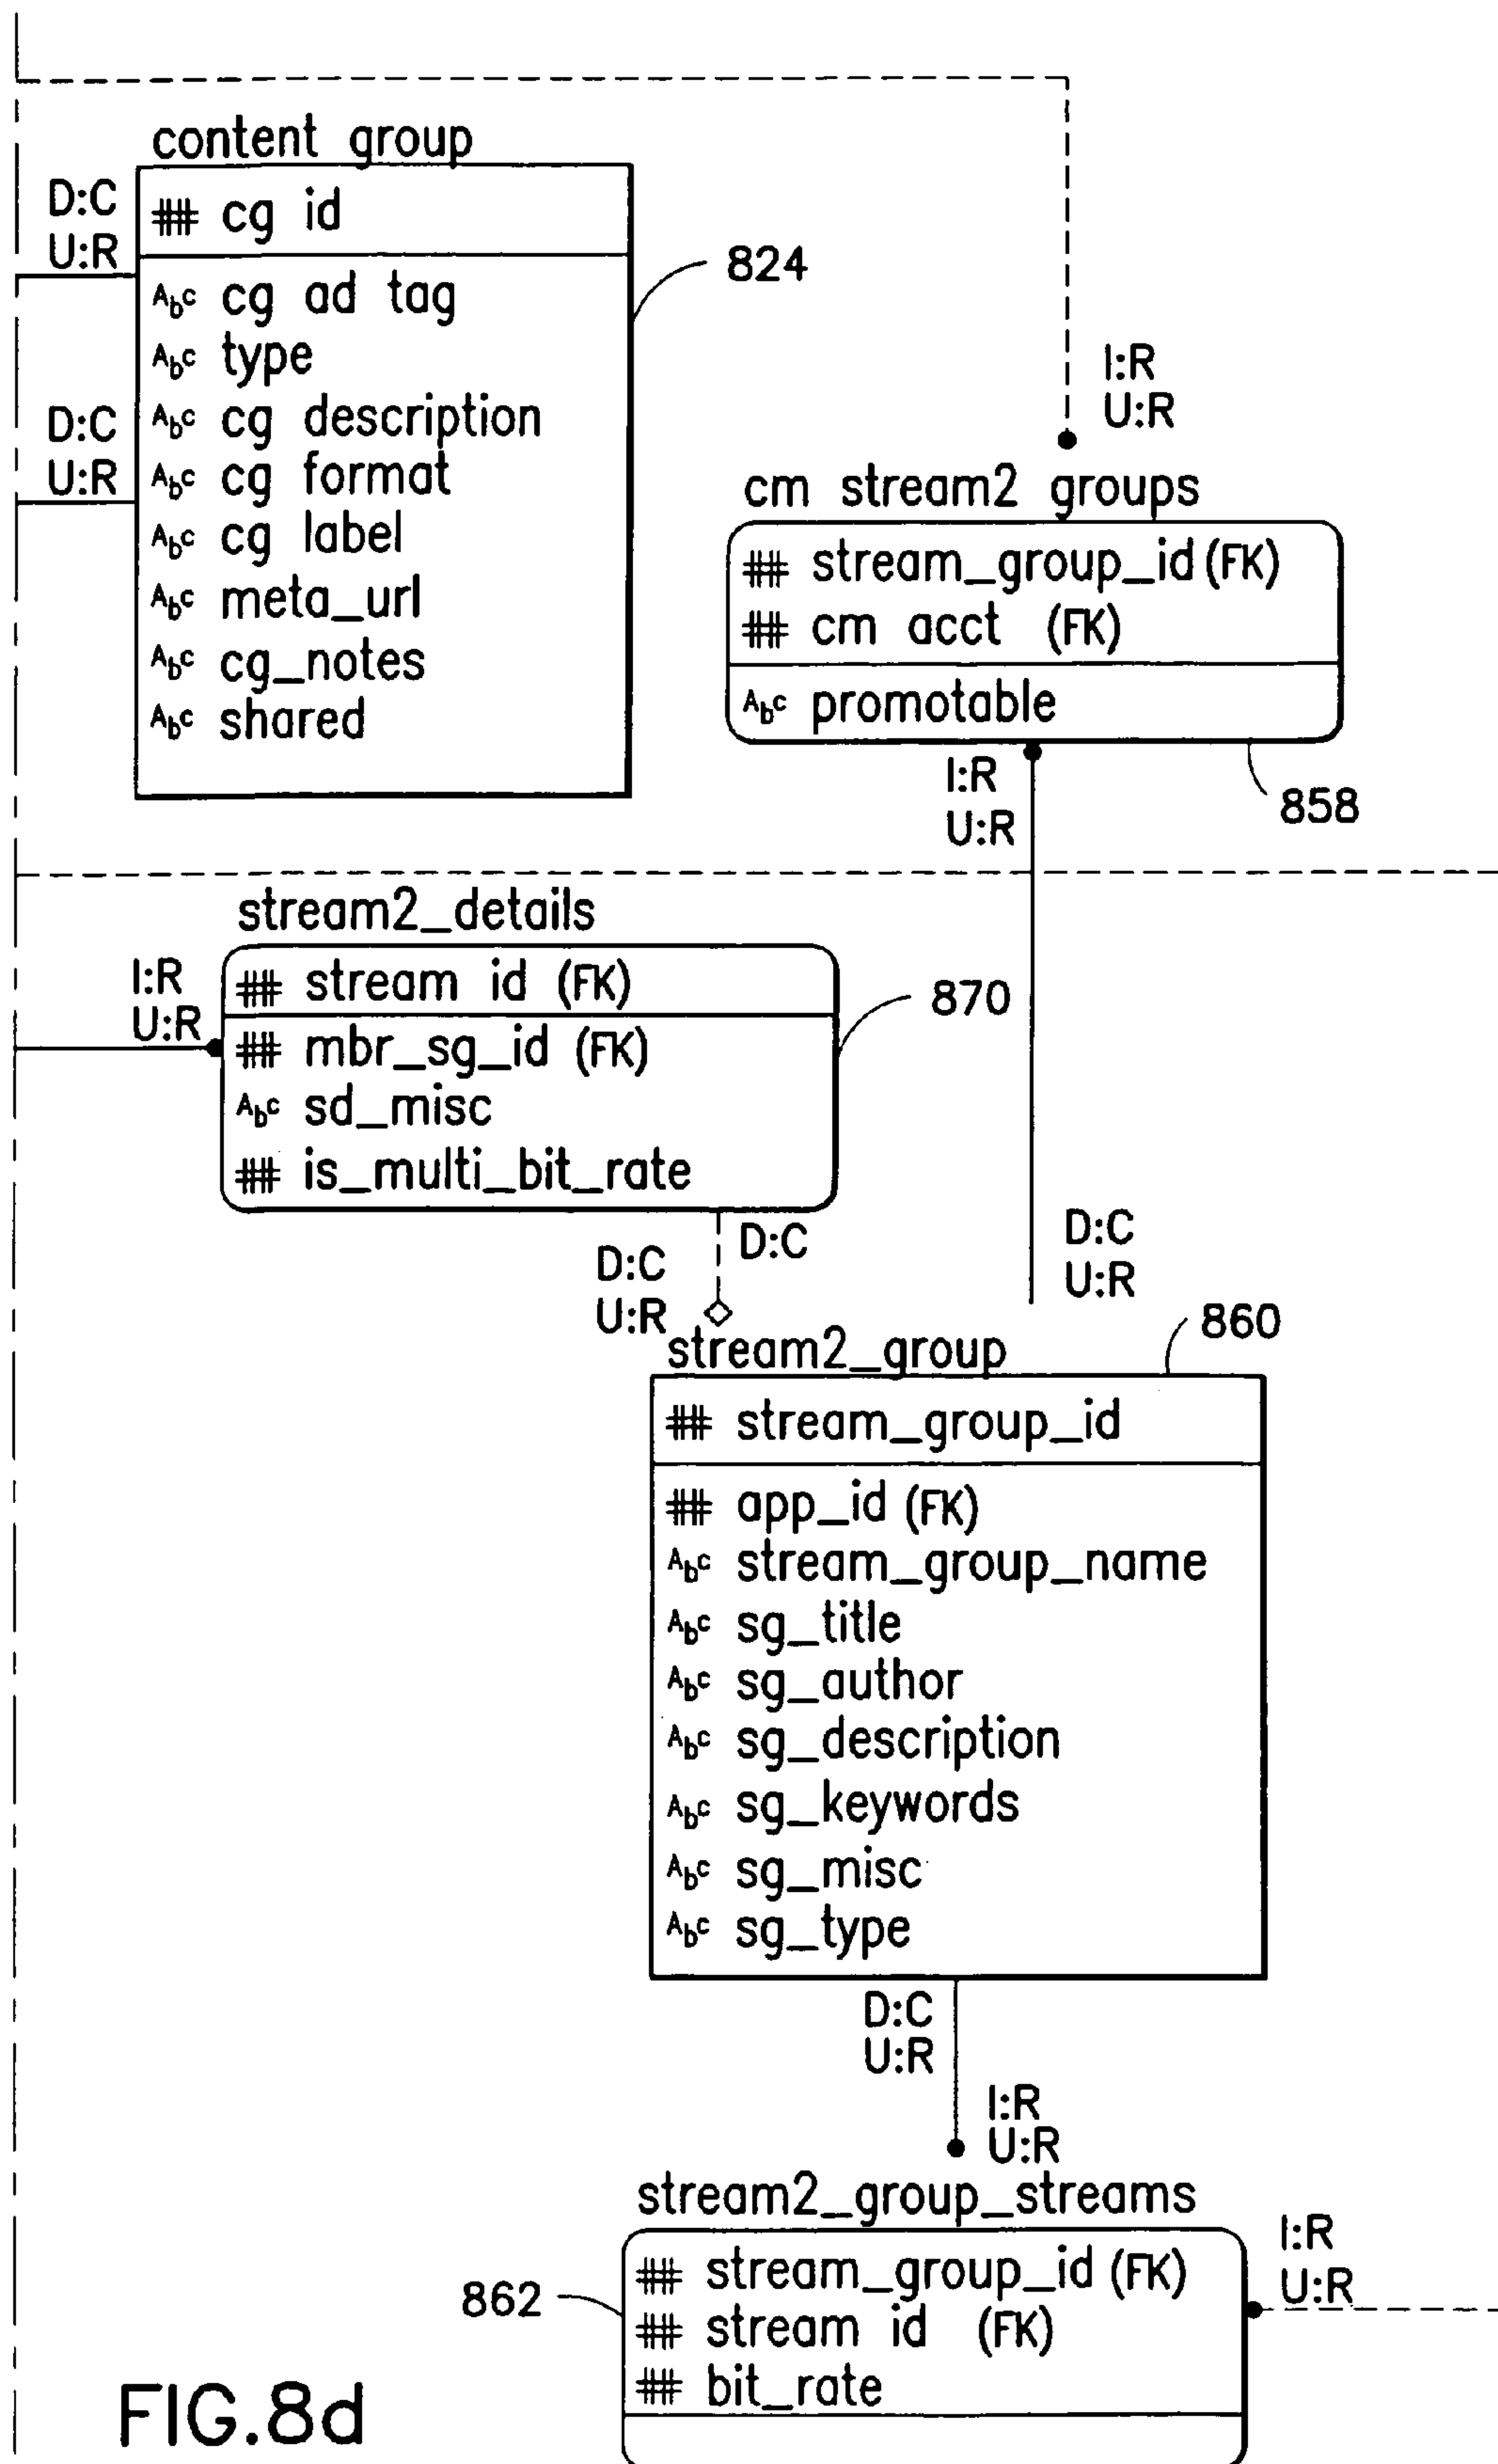 content group
D:C
U:R
## cg id
824
Abc cg ad tag
Abc type
Abc cg description
D:C
U:R
Abc cg format
Abc cg label
Abc meta_url
Abc cg_notes
Abc shared
I:R
U:R
cm stream2 groups
## stream_group_id (FK)
## cm acct (FK)
Abc promotable
I:R
U:R
858
stream2_details
I:R
U:R
## stream id (FK)
870
## mbr_sg_id (FK)
Abc sd_misc
## is_multi_bit_rate
D:C
D:C
U:R
D:C
U:R
860
stream2_group
## stream_group_id
## app_id (FK)
Abc stream_group_name
Abc sg_title
Abc sg_author
Abc sg_description
Abc sg_keywords
Abc sg_misc
Abc sg_type
D:C
U:R
I:R
U:R
stream2_group_streams
I:R
U:R
862
## stream_group_id (FK)
## stream id (FK)
## bit_rate
FIG.8d